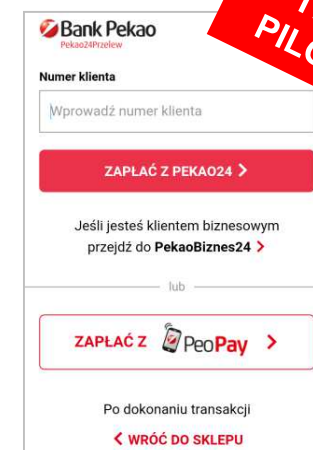 Bank Pekao
Pekao24Przelew
Numer klienta
Wprowadź numer klienta
ZAPŁAĆ Z PEKAO24
Jeśli jesteś klientem biznesowym
przejdź do PekaoBiznes24
lub
ZAPŁAĆ Z PeoPay
Po dokonaniu transakcji
WRÓĆ DO SKLEPU